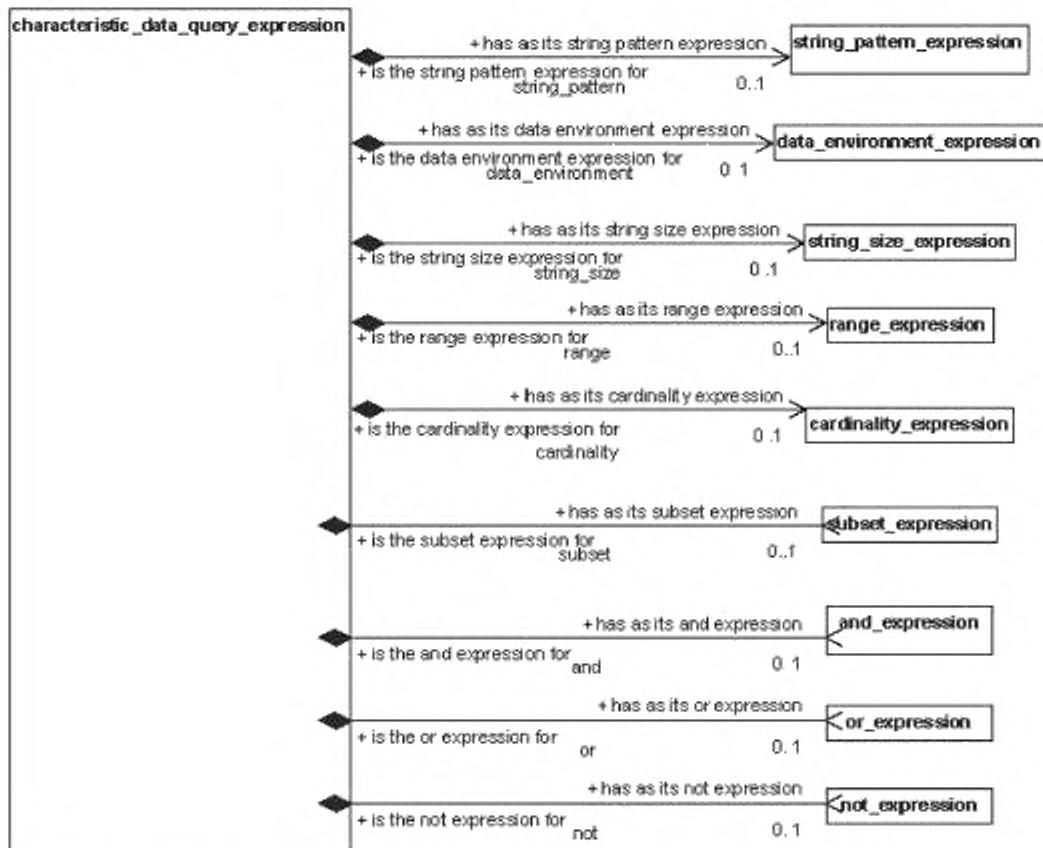 characteristic_data_query_expression
+ has as its string pattern expression
string_pattern_expression
+ is the string pattern expression for
string_pattern
0..1
+ has as its data environment expression
data_environment_expression
+ is the data environment expression for
data_environment
0 1
+ has as its string size expression
string_size_expression
+ is the string size expression for
string_size
0 .1
+ has as its range expression
range_expression
+ is the range expression for
range
0..1
+ has as its cardinality expression
cardinality_expression
+ is the cardinality expression for
cardinality
0 .1
+ has as its subset expression
subset_expression
+ is the subset expression for
subset
0..1
+ has as its and expression
and_expression
+ is the and expression for
and
0 1
+ has as its or expression
or_expression
+ is the or expression for
or
0.1
+ has as its not expression
not_expression
+ is the not expression for
not
0.1